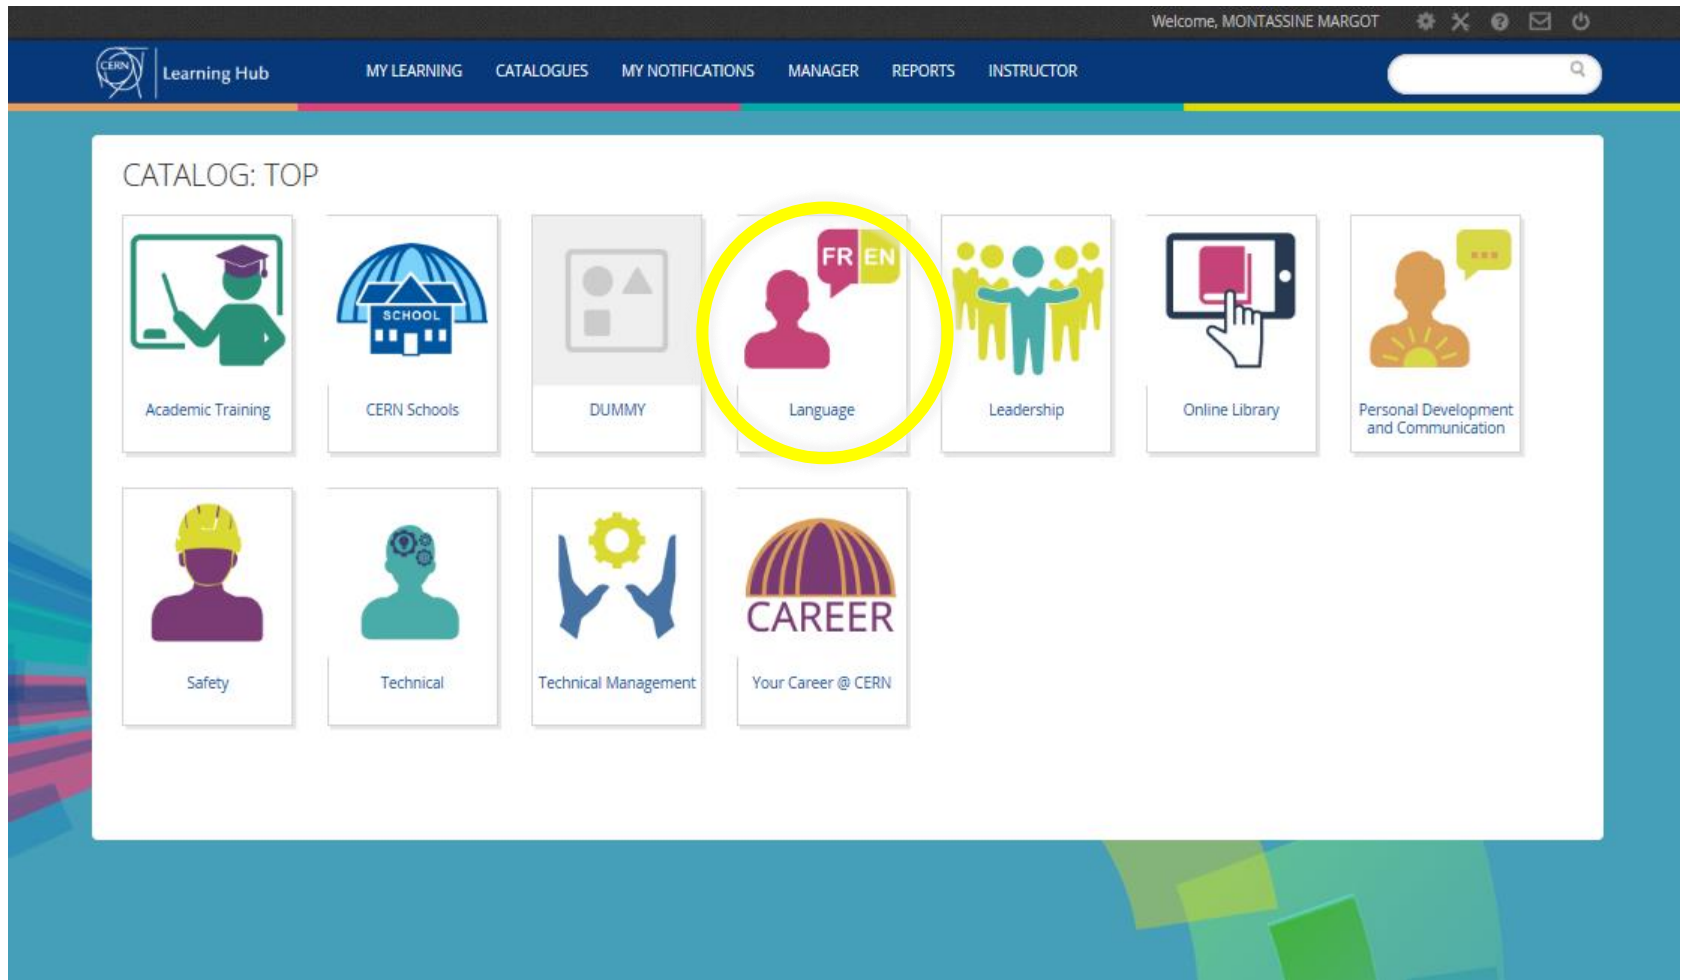 Welcome, MONTASSINE MARGOT
CERN Learning Hub
MY LEARNING CATALOGUES MY NOTIFICATIONS MANAGER REPORTS INSTRUCTOR
CATALOG: TOP
SCHOOL
FR EN
Academic Training
CERN Schools
DUMMY
Language
Leadership
Online Library
Personal Development
and Communication
CAREER
Safety
Technical
Technical Management
Your Career @ CERN